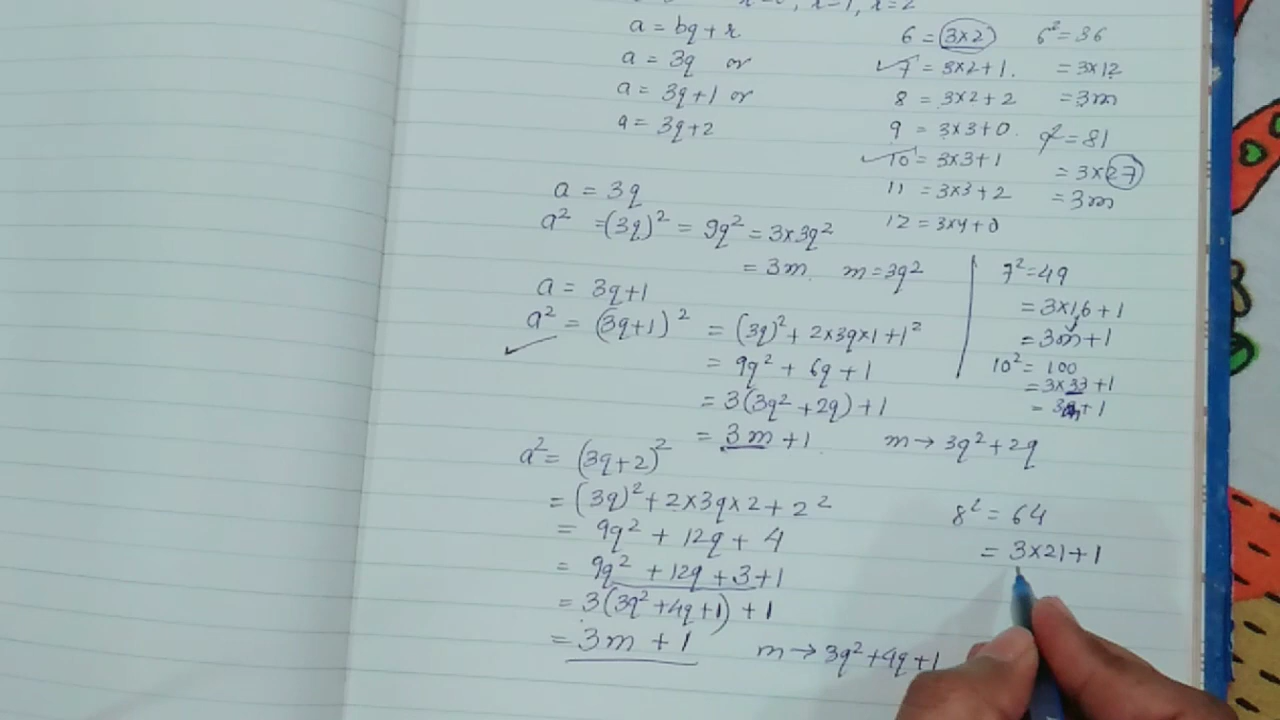 r=1, r=2
a = bq + r
a = 3q or
a = 3q+1 or
a = 3q+2
6 = 3×2
7 = 3×2+1.
8 = 3×2+2
9 = 3×3+0.
10 = 3×3+1
11 = 3×3+2
12 = 3×4+0
6² = 36
= 3×12
= 3m
9² = 81
= 3×27
= 3m
a = 3q
a² = (3q)² = 9q² = 3×3q²
= 3m. m = 3q²
a = 3q+1
a² = (3q+1)² = (3q)² + 2×3q×1 + 1²
= 9q² + 6q + 1
= 3(3q² + 2q) + 1
= 3m + 1. m → 3q² + 2q
7² = 49
= 3×16 + 1
= 3m + 1
10² = 100
= 3×33 + 1
= 3m + 1
a² = (3q+2)²
= (3q)² + 2×3q×2 + 2²
= 9q² + 12q + 4
= 9q² + 12q + 3 + 1
= 3(3q² + 4q + 1) + 1
= 3m + 1 m → 3q² + 4q + 1
8² = 64
= 3×21 + 1